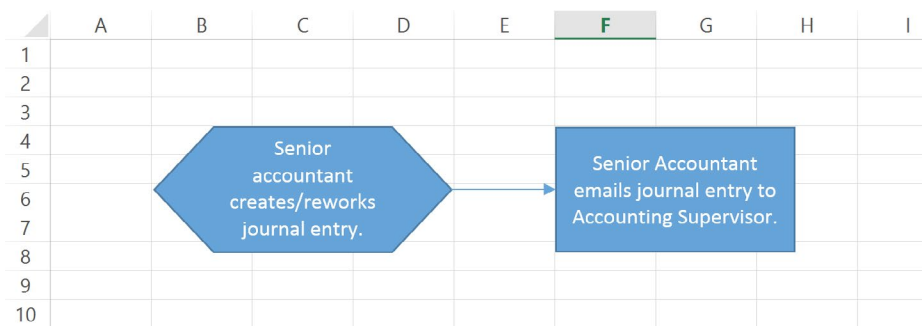 A B C D E F G H I
1
2
3
4
5
6
7
8
9
10
Senior
accountant
creates/reworks
journal entry.
Senior Accountant
emails journal entry to
Accounting Supervisor.